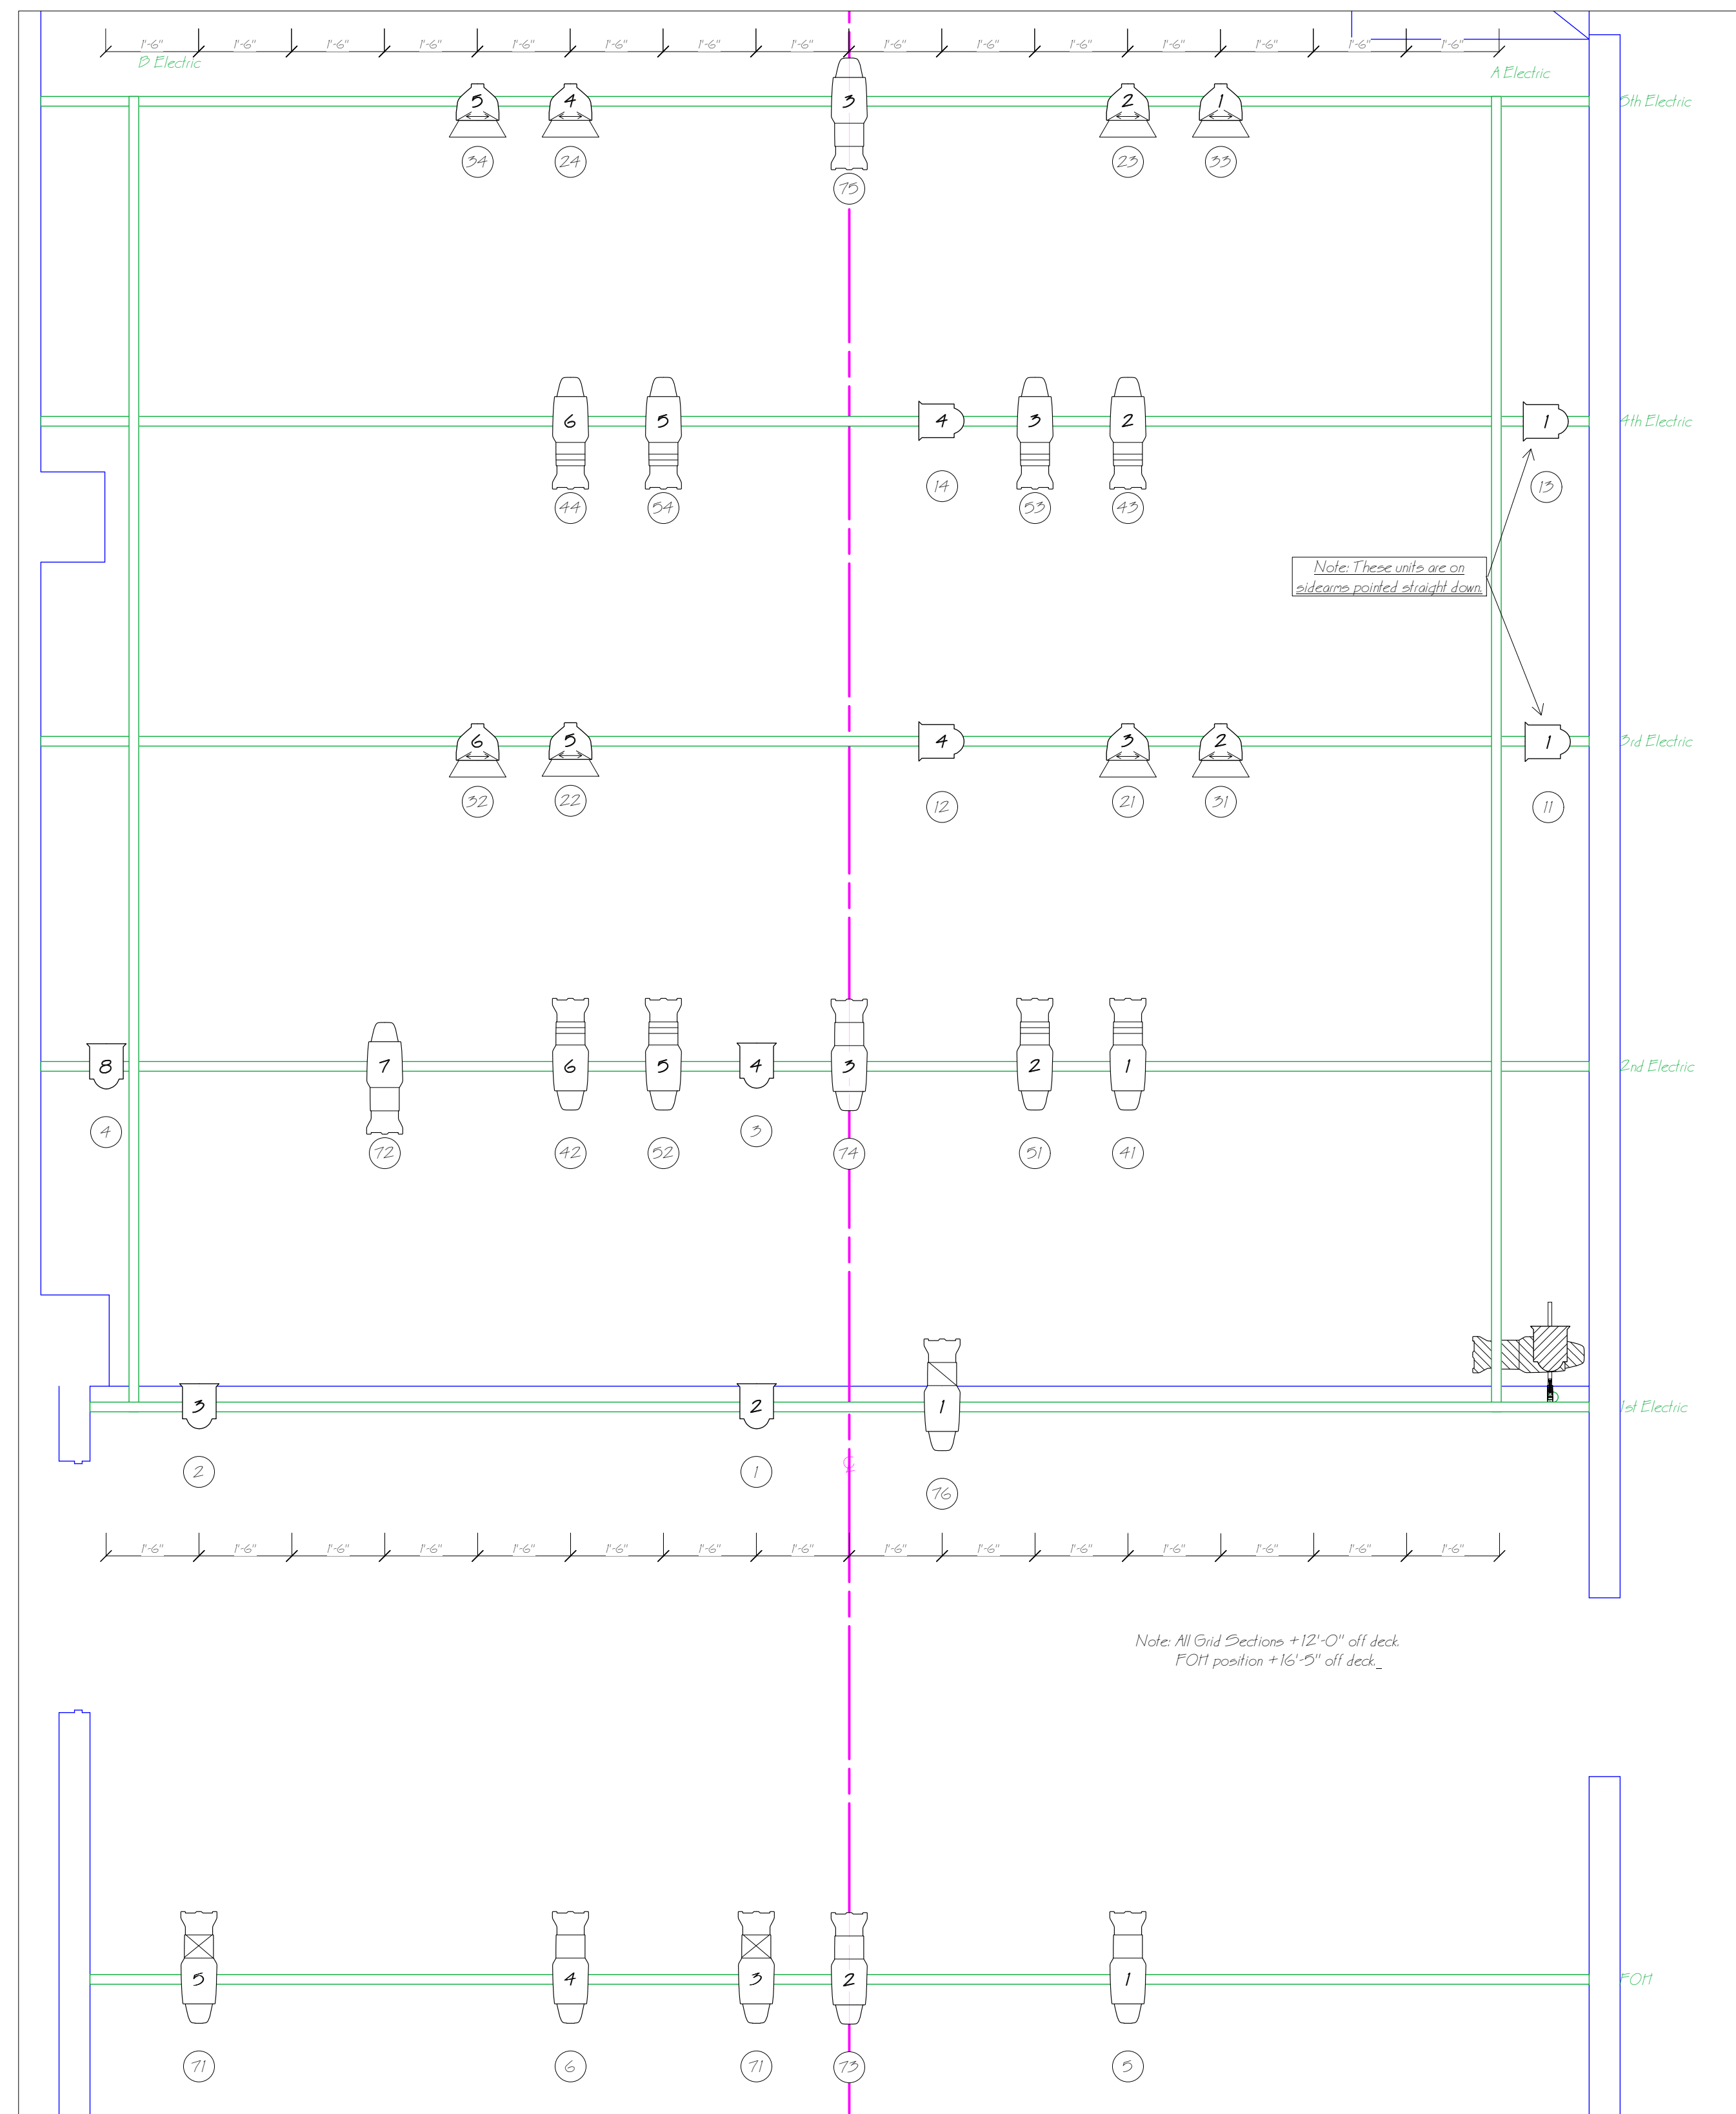 1'-6" 1'-6" 1'-6" 1'-6" 1'-6" 1'-6" 1'-6" 1'-6" 1'-6" 1'-6" 1'-6" 1'-6" 1'-6" 1'-6" 1'-6"
B Electric
A Electric
5 4 3 2 1 5th Electric
34 24 75 23 33
6 5 4 3 2 1 4th Electric
44 54 14 53 43 13
Note: These units are on
sidearms pointed straight down.
6 5 4 3 2 1 3rd Electric
32 22 12 21 31 11
8 7 6 5 4 3 2 1 2nd Electric
4 72 42 52 3 74 51 41
3 2 1 1st Electric
2 1 76
℄
1'-6" 1'-6" 1'-6" 1'-6" 1'-6" 1'-6" 1'-6" 1'-6" 1'-6" 1'-6" 1'-6" 1'-6" 1'-6" 1'-6" 1'-6"
Note: All Grid Sections +12'-0" off deck.
FOH position +16'-5" off deck.
5 4 3 2 1 FOH
71 6 71 73 5